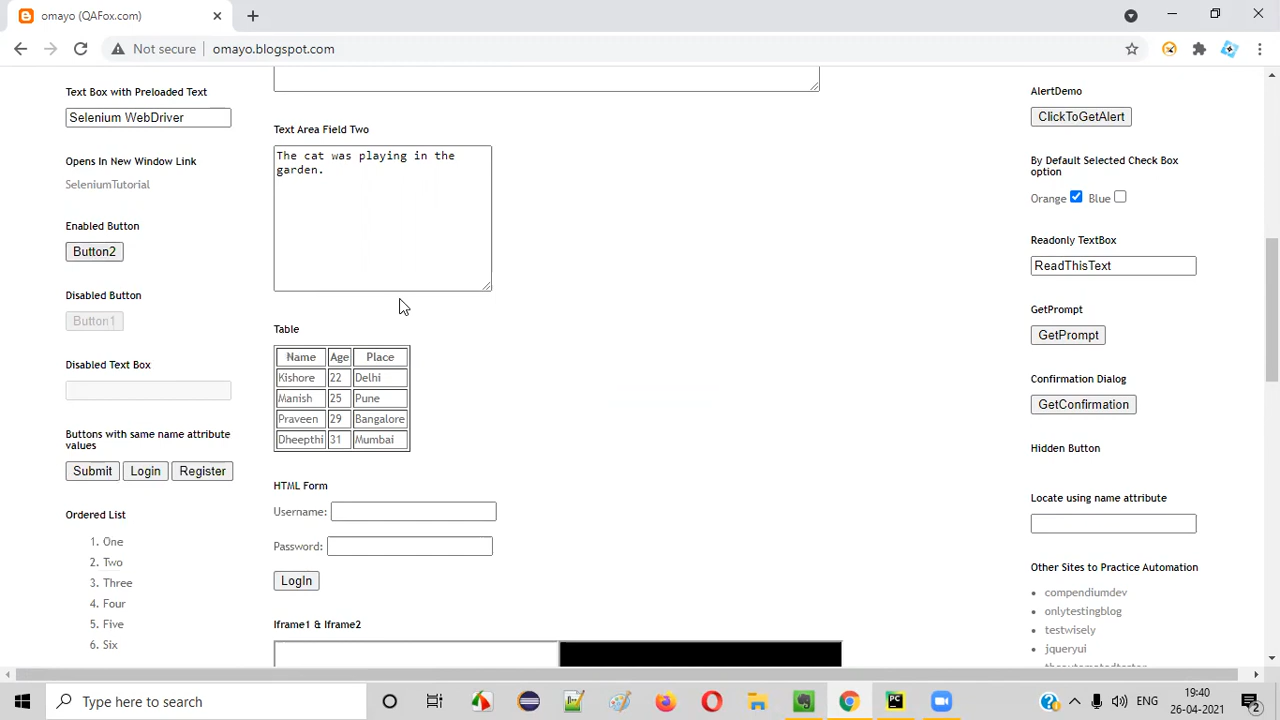 omayo (QAFox.com)
Not secure
omayo.blogspot.com
Text Box with Preloaded Text
Selenium WebDriver
Opens In New Window Link
SeleniumTutorial
Enabled Button
Button2
Disabled Button
Button1
Disabled Text Box
Buttons with same name attribute
values
Submit Login Register
Ordered List
1. One
2. Two
3. Three
4. Four
5. Five
6. Six
Text Area Field Two
The cat was playing in the
garden.
Table
Name Age Place
Kishore 22 Delhi
Manish 25 Pune
Praveen 29 Bangalore
Dheepthi 31 Mumbai
HTML Form
Username:
Password:
LogIn
Iframe1 & Iframe2
AlertDemo
ClickToGetAlert
By Default Selected Check Box
option
Orange Blue
Readonly TextBox
ReadThisText
GetPrompt
GetPrompt
Confirmation Dialog
GetConfirmation
Hidden Button
Locate using name attribute
Other Sites to Practice Automation
compendiumdev
onlytestingblog
testwisely
jqueryui
Type here to search
PC
ENG
19:40
26-04-2021
2